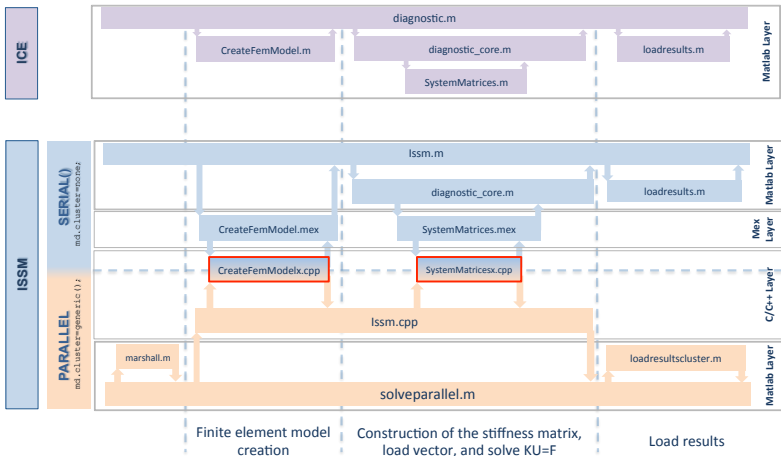 ICE
diagnostic.m
CreateFemModel.m
diagnostic_core.m
loadresults.m
SystemMatrices.m
Matlab Layer
ISSM
SERIAL()
md.cluster=none;
Issm.m
diagnostic_core.m
loadresults.m
Matlab Layer
CreateFemModel.mex
SystemMatrices.mex
Mex
Layer
CreateFemModelx.cpp
SystemMatricesx.cpp
Issm.cpp
C/C++ Layer
PARALLEL
md.cluster=generic();
marshall.m
loadresultscluster.m
solveparallel.m
Matlab Layer
Finite element model
creation
Construction of the stiffness matrix,
load vector, and solve KU=F
Load results